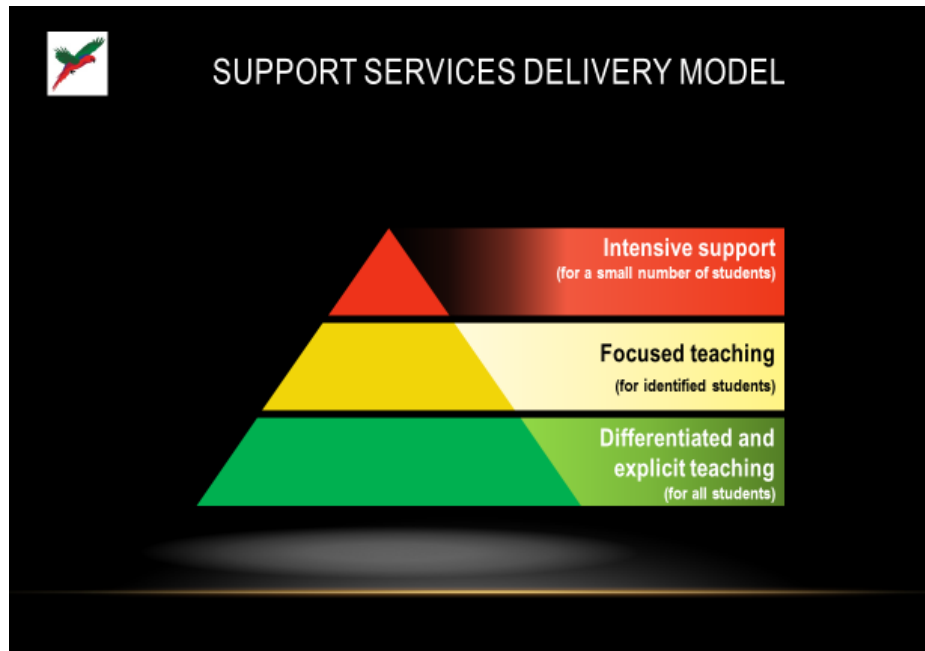 SUPPORT SERVICES DELIVERY MODEL
Intensive support
(for a small number of students)
Focused teaching
(for identified students)
Differentiated and
explicit teaching
(for all students)